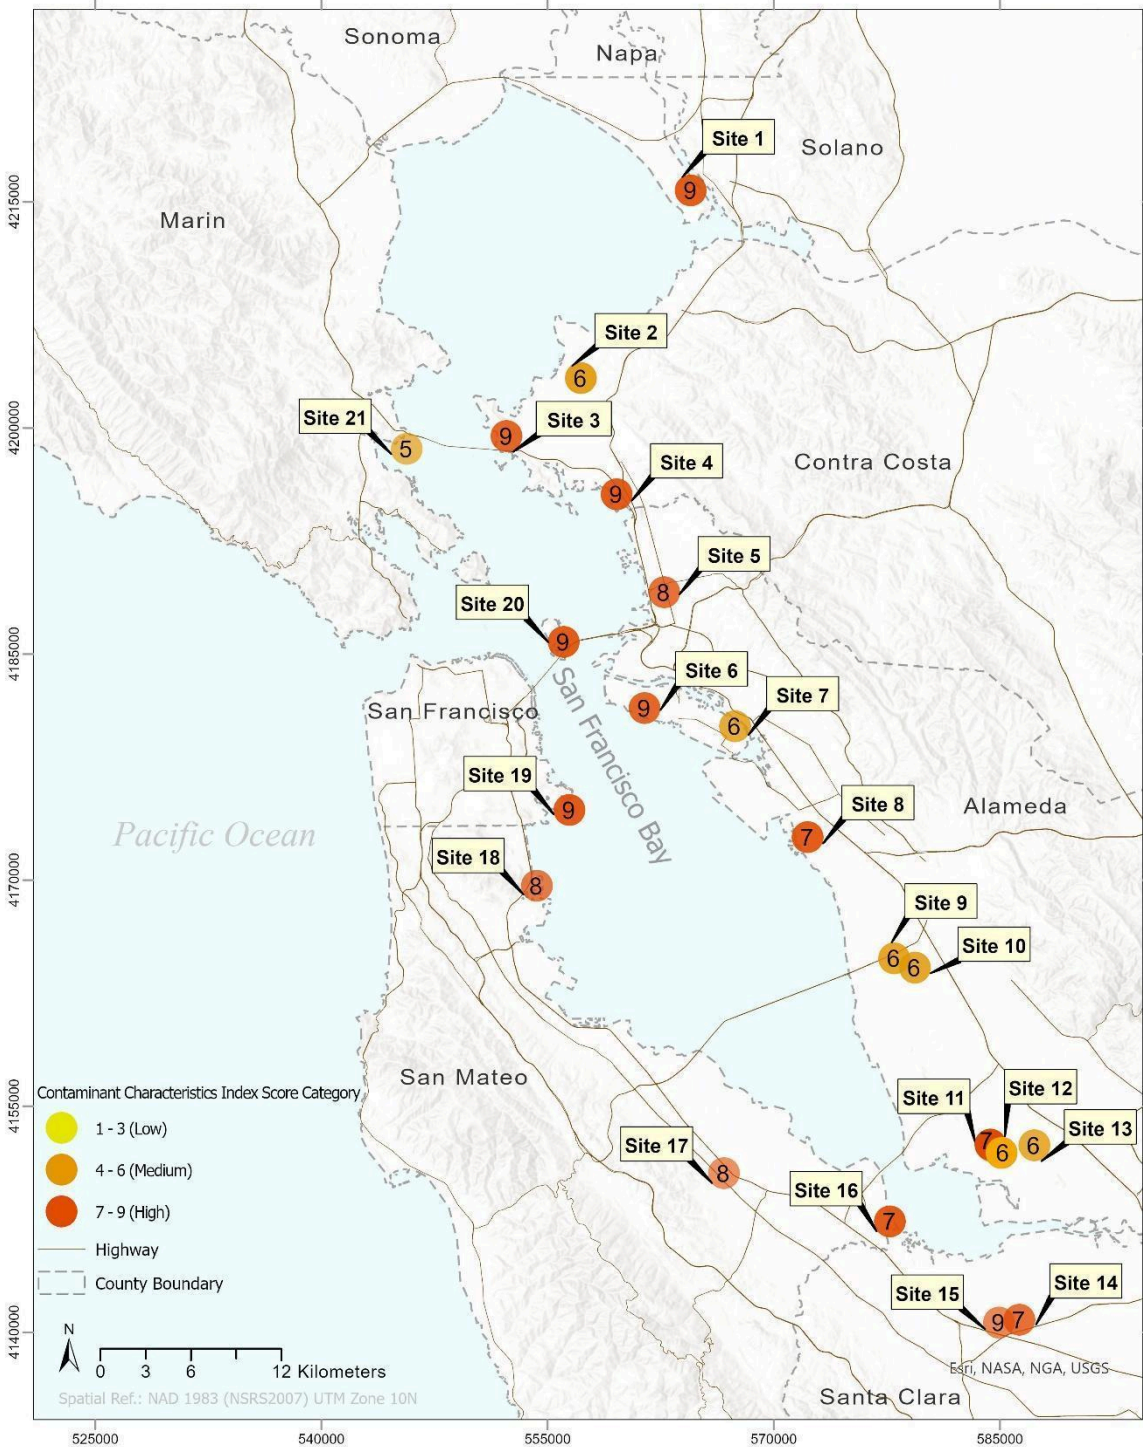 Sonoma
Napa
Site 1
Solano
9
4215000
Marin
Site 2
6
Site 21
Site 3
4200000
9
5
Site 4
Contra Costa
9
Site 5
8
Site 20
9
4185000
Site 6
San Francisco
San Francisco Bay
9
Site 7
6
Site 19
9
Site 8
Alameda
Pacific Ocean
7
Site 18
8
4170000
Site 9
6
Site 10
6
San Mateo
Contaminant Characteristics Index Score Category
1 - 3 (Low)
4 - 6 (Medium)
7 - 9 (High)
Highway
County Boundary
4155000
Site 11
Site 12
Site 13
7
6
6
Site 17
8
Site 16
7
Site 15
Site 14
9
7
4140000
N
0 3 6 12 Kilometers
Spatial Ref.: NAD 1983 (NSRS2007) UTM Zone 10N
Esri, NASA, NGA, USGS
Santa Clara
525000 540000 555000 570000 585000